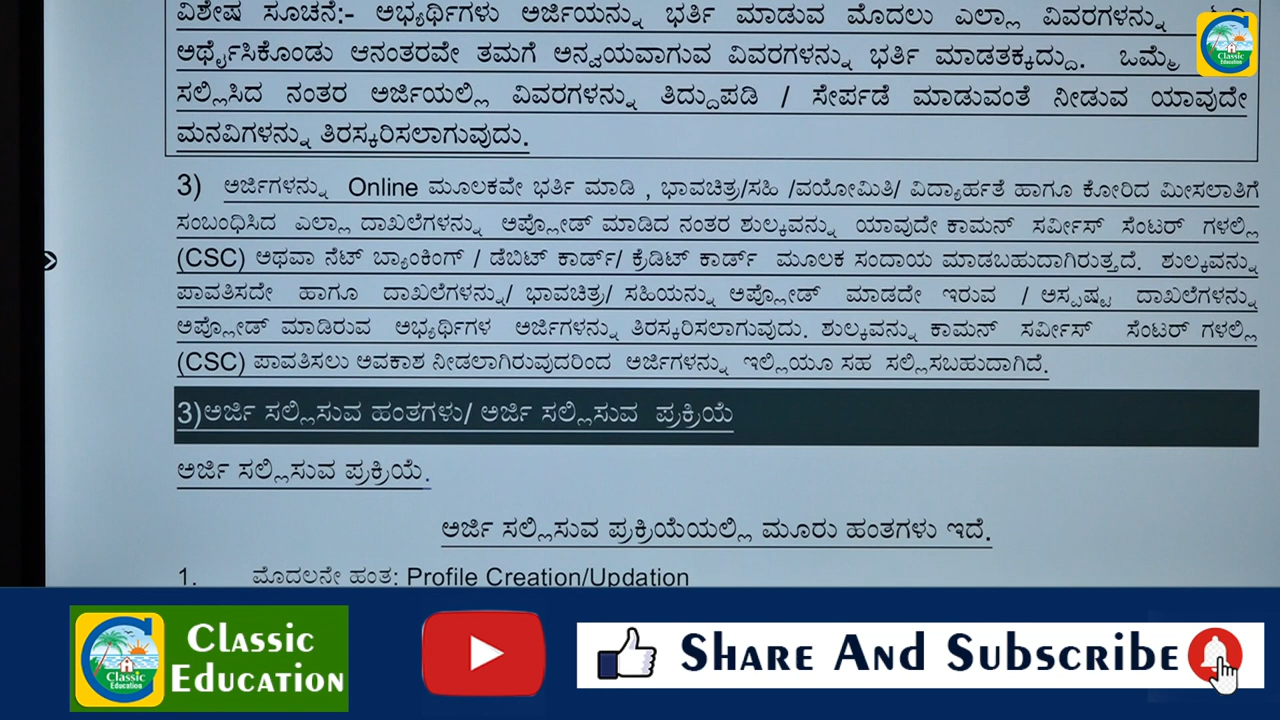 ವಿಶೇಷ ಸೂಚನೆ:- ಅಭ್ಯರ್ಥಿಗಳು ಅರ್ಜಿಯನ್ನು ಭರ್ತಿ ಮಾಡುವ ಮೊದಲು ಎಲ್ಲಾ ವಿವರಗಳನ್ನು
ಅರ್ಥೈಸಿಕೊಂಡು ಆನಂತರವೇ ತಮಗೆ ಅನ್ವಯವಾಗುವ ವಿವರಗಳನ್ನು ಭರ್ತಿ ಮಾಡತಕ್ಕದ್ದು. ಒಮ್ಮೆ
ಸಲ್ಲಿಸಿದ ನಂತರ ಅರ್ಜಿಯಲ್ಲಿ ವಿವರಗಳನ್ನು ತಿದ್ದುಪಡಿ / ಸೇರ್ಪಡೆ ಮಾಡುವಂತೆ ನೀಡುವ ಯಾವುದೇ
ಮನವಿಗಳನ್ನು ತಿರಸ್ಕರಿಸಲಾಗುವುದು.
3) ಅರ್ಜಿಗಳನ್ನು Online ಮೂಲಕವೇ ಭರ್ತಿ ಮಾಡಿ , ಭಾವಚಿತ್ರ/ಸಹಿ /ವಯೋಮಿತಿ/ ವಿದ್ಯಾರ್ಹತೆ ಹಾಗೂ ಕೋರಿದ ಮೀಸಲಾತಿಗೆ
ಸಂಬಂಧಿಸಿದ ಎಲ್ಲಾ ದಾಖಲೆಗಳನ್ನು ಅಪ್ಲೋಡ್ ಮಾಡಿದ ನಂತರ ಶುಲ್ಕವನ್ನು ಯಾವುದೇ ಕಾಮನ್ ಸರ್ವೀಸ್ ಸೆಂಟರ್ ಗಳಲ್ಲಿ
(CSC) ಅಥವಾ ನೆಟ್ ಬ್ಯಾಂಕಿಂಗ್ / ಡೆಬಿಟ್ ಕಾರ್ಡ್/ ಕ್ರೆಡಿಟ್ ಕಾರ್ಡ್ ಮೂಲಕ ಸಂದಾಯ ಮಾಡಬಹುದಾಗಿರುತ್ತದೆ. ಶುಲ್ಕವನ್ನು
ಪಾವತಿಸದೇ ಹಾಗೂ ದಾಖಲೆಗಳನ್ನು/ ಭಾವಚಿತ್ರ/ ಸಹಿಯನ್ನು ಅಪ್ಲೋಡ್ ಮಾಡದೇ ಇರುವ / ಅಸ್ಪಷ್ಟ ದಾಖಲೆಗಳನ್ನು
ಅಪ್ಲೋಡ್ ಮಾಡಿರುವ ಅಭ್ಯರ್ಥಿಗಳ ಅರ್ಜಿಗಳನ್ನು ತಿರಸ್ಕರಿಸಲಾಗುವುದು. ಶುಲ್ಕವನ್ನು ಕಾಮನ್ ಸರ್ವೀಸ್ ಸೆಂಟರ್ ಗಳಲ್ಲಿ
(CSC) ಪಾವತಿಸಲು ಅವಕಾಶ ನೀಡಲಾಗಿರುವುದರಿಂದ ಅರ್ಜಿಗಳನ್ನು ಇಲ್ಲಿಯೂ ಸಹ ಸಲ್ಲಿಸಬಹುದಾಗಿದೆ.
3)ಅರ್ಜಿ ಸಲ್ಲಿಸುವ ಹಂತಗಳು/ ಅರ್ಜಿ ಸಲ್ಲಿಸುವ ಪ್ರಕ್ರಿಯೆ
ಅರ್ಜಿ ಸಲ್ಲಿಸುವ ಪ್ರಕ್ರಿಯೆ.
ಅರ್ಜಿ ಸಲ್ಲಿಸುವ ಪ್ರಕ್ರಿಯೆಯಲ್ಲಿ ಮೂರು ಹಂತಗಳು ಇದೆ.
1. ಮೊದಲನೇ ಹಂತ: Profile Creation/Updation
Classic Education
Classic Education
Classic
Education
Share And Subscribe